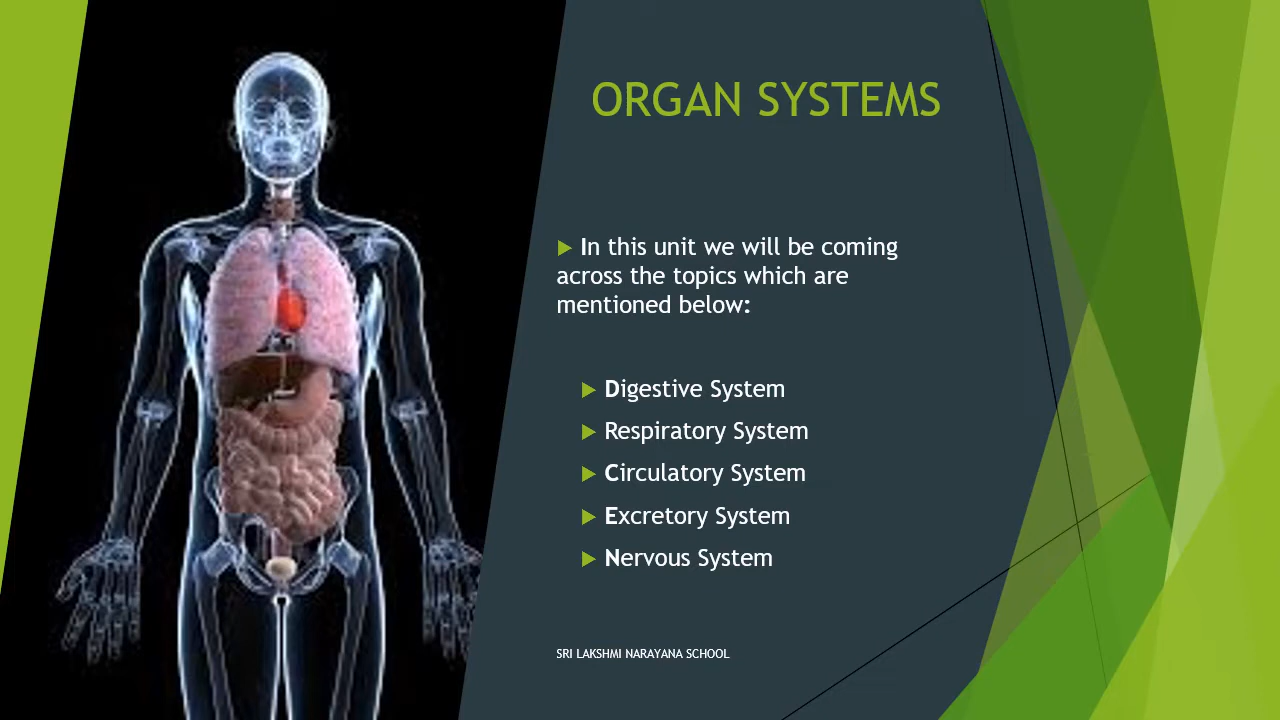 ORGAN SYSTEMS
In this unit we will be coming
across the topics which are
mentioned below:
Digestive System
Respiratory System
Circulatory System
Excretory System
Nervous System
SRI LAKSHMI NARAYANA SCHOOL